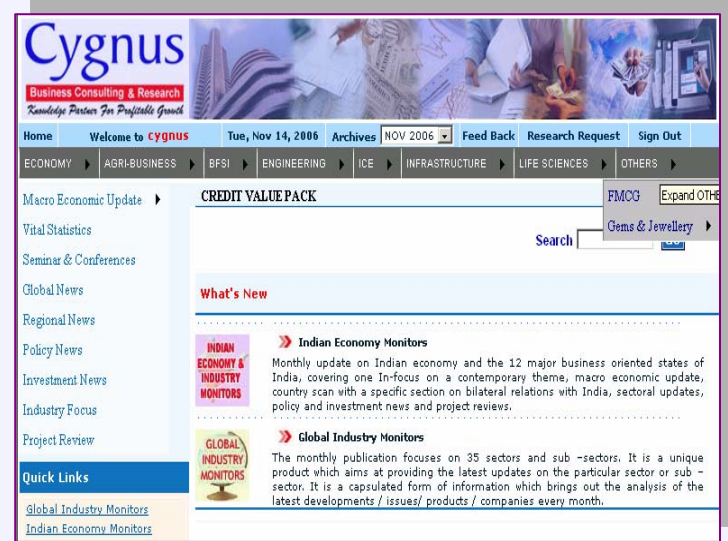 Cygnus
Business Consulting & Research
Knowledge Partner For Profitable Growth
Home Welcome to cygnus Tue, Nov 14, 2006 Archives NOV 2006 Feed Back Research Request Sign Out
ECONOMY AGRI-BUSINESS BFSI ENGINEERING ICE INFRASTRUCTURE LIFE SCIENCES OTHERS
Macro Economic Update
Vital Statistics
Seminar & Conferences
Global News
Regional News
Policy News
Investment News
Industry Focus
Project Review
Quick Links
Global Industry Monitors
Indian Economy Monitors
CREDIT VALUE PACK
FMCG Expand OTHE
Gems & Jewellery
Search
What's New
INDIAN
ECONOMY &
INDUSTRY
MONITORS
Indian Economy Monitors
Monthly update on Indian economy and the 12 major business oriented states of
India, covering one In-focus on a contemporary theme, macro economic update,
country scan with a specific section on bilateral relations with India, sectoral updates,
policy and investment news and project reviews.
GLOBAL
INDUSTRY
MONITORS
Global Industry Monitors
The monthly publication focuses on 35 sectors and sub -sectors. It is a unique
product which aims at providing the latest updates on the particular sector or sub -
sector. It is a capsulated form of information which brings out the analysis of the
latest developments / issues/ products / companies every month.